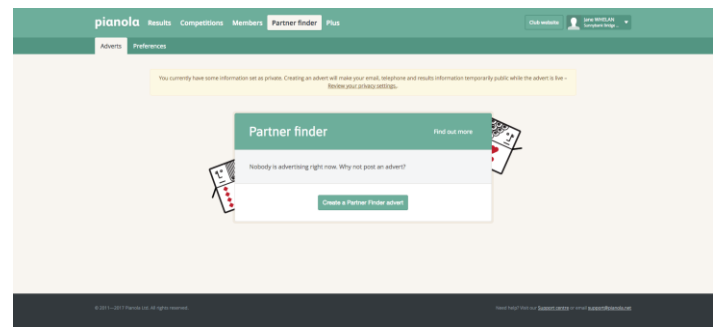 pianola Results Competitions Members Partner finder Plus Club website Jane WHELAN
Adverts Preferences
You currently have some information set as private. Creating an advert will make your email, telephone and results information temporarily public while the advert is live -
Review your privacy settings.
Partner finder Find out more
Nobody is advertising right now. Why not post an advert?
Create a Partner Finder advert
© 2011—2017 Pianola Ltd. All rights reserved. Need help? Visit our Support centre or email support@pianola.net